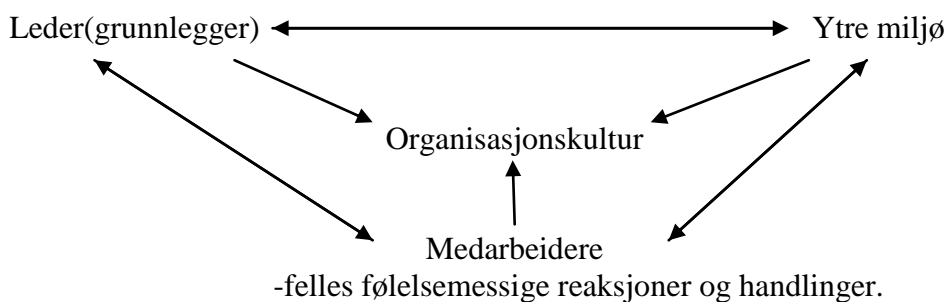 Leder(grunnlegger) Ytre miljø
Organisasjonskultur
Medarbeidere
-felles følelsemessige reaksjoner og handlinger.